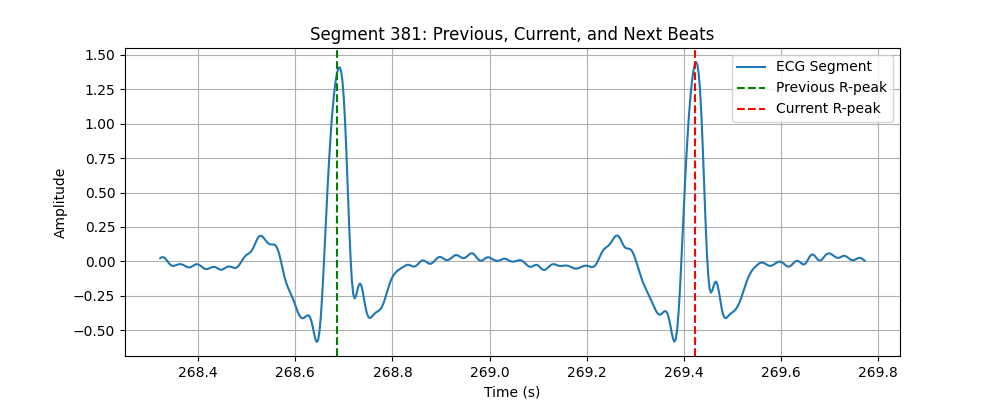 Segment 381: Previous, Current, and Next Beats
1.50
1.25
1.00
0.75
0.50
0.25
0.00
−0.25
−0.50
Amplitude
ECG Segment
Previous R-peak
Current R-peak
268.4 268.6 268.8 269.0 269.2 269.4 269.6 269.8
Time (s)